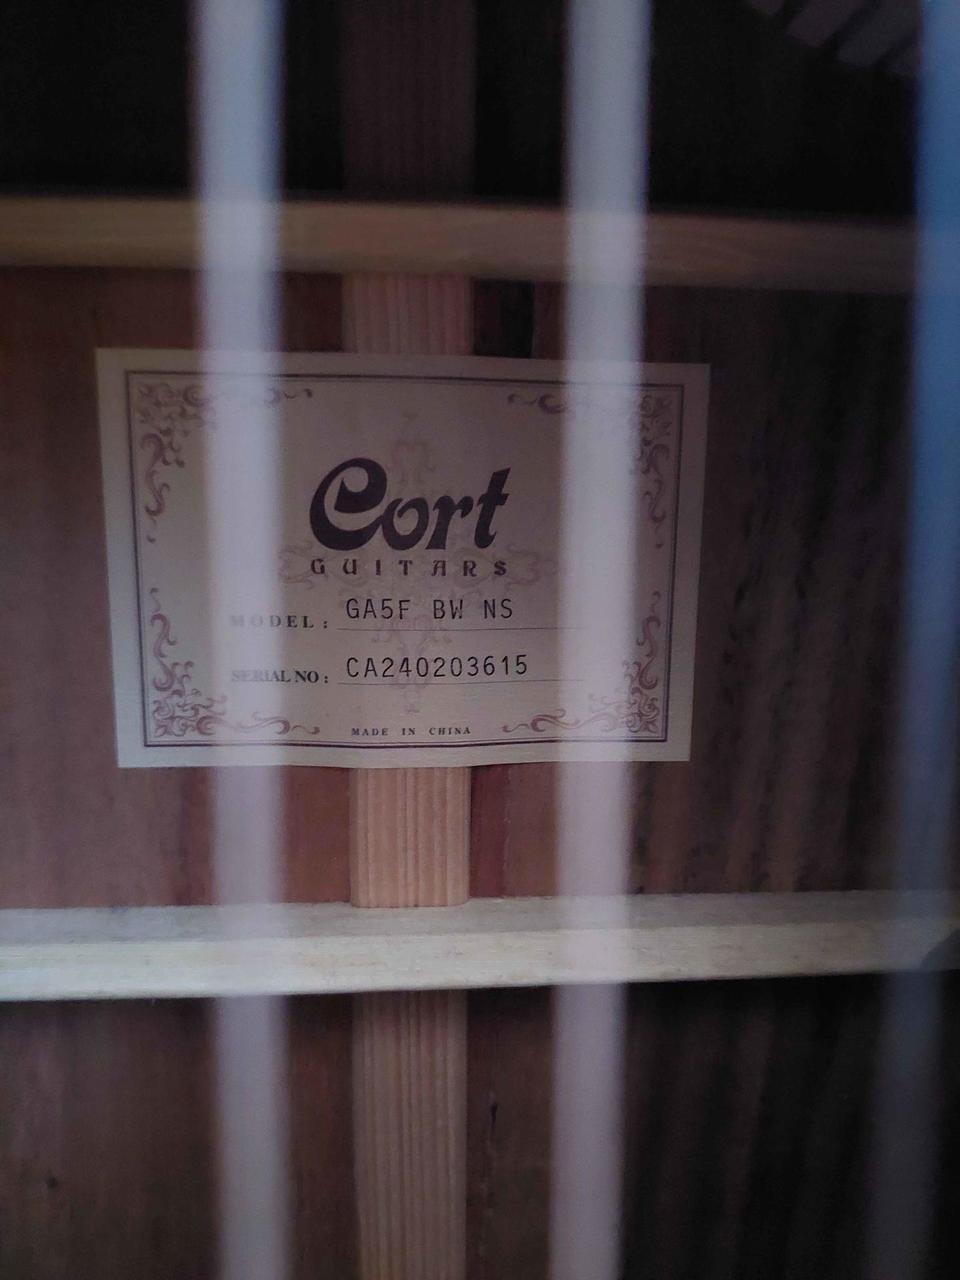 Cort
GUITARS
MODEL: GA5F BW NS
SERIAL NO: CA240203615
MADE IN CHINA